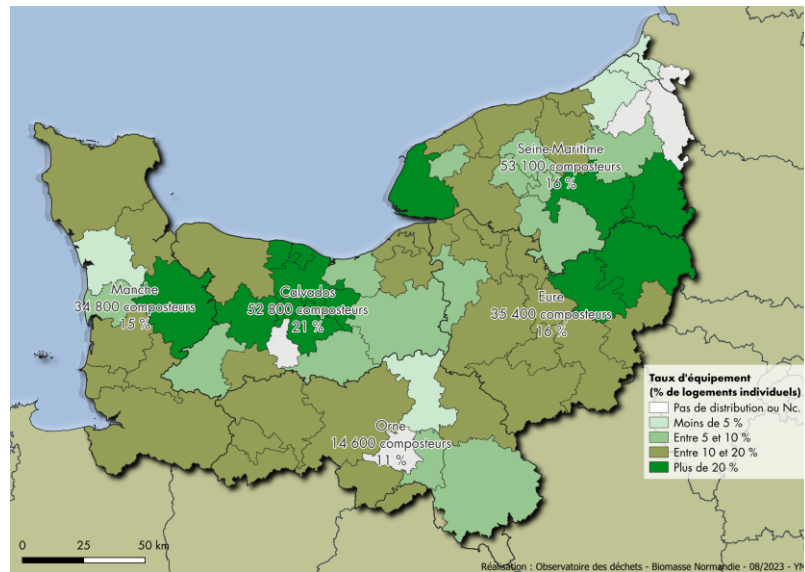 Seine-Maritime
53 100 composteurs
16 %
Manche
34 800 composteurs
15 %
Calvados
52 800 composteurs
21 %
Eure
35 400 composteurs
16 %
Orne
14 600 composteurs
11 %
Taux d'équipement
(% de logements individuels)
Pas de distribution ou Nc.
Moins de 5 %
Entre 5 et 10 %
Entre 10 et 20 %
Plus de 20 %
0 25 50 km
Réalisation : Observatoire des déchets - Biomasse Normandie - 08/2023 - YM